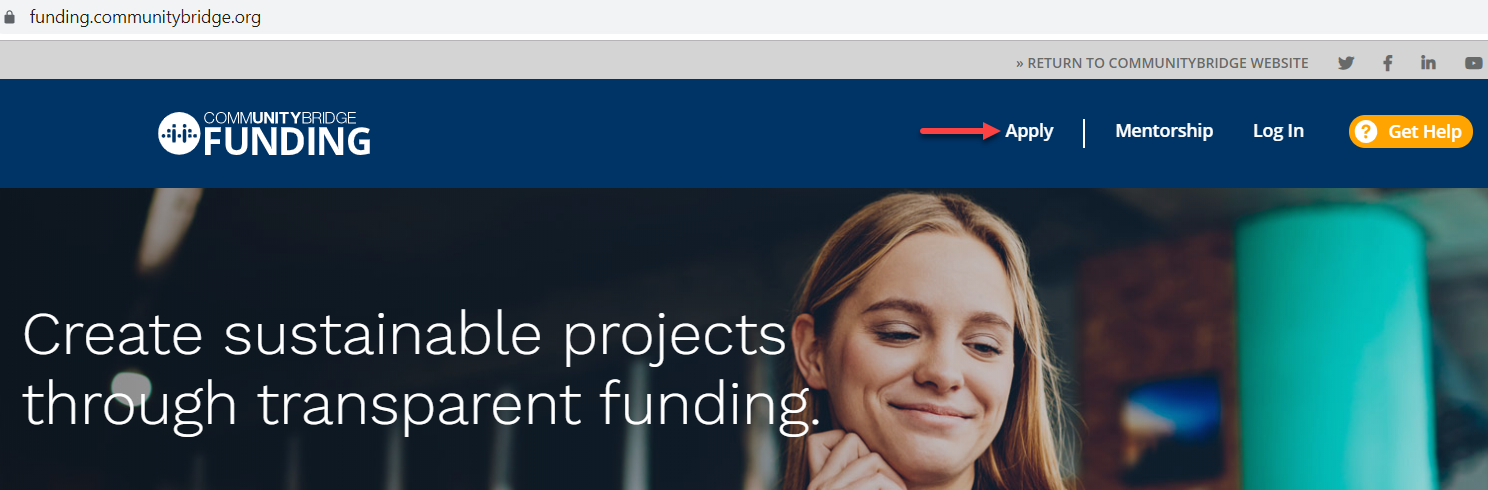 funding.communitybridge.org
» RETURN TO COMMUNITYBRIDGE WEBSITE
COMMUNITYBRIDGE
FUNDING
Apply
Mentorship
Log In
? Get Help
Create sustainable projects
through transparent funding.